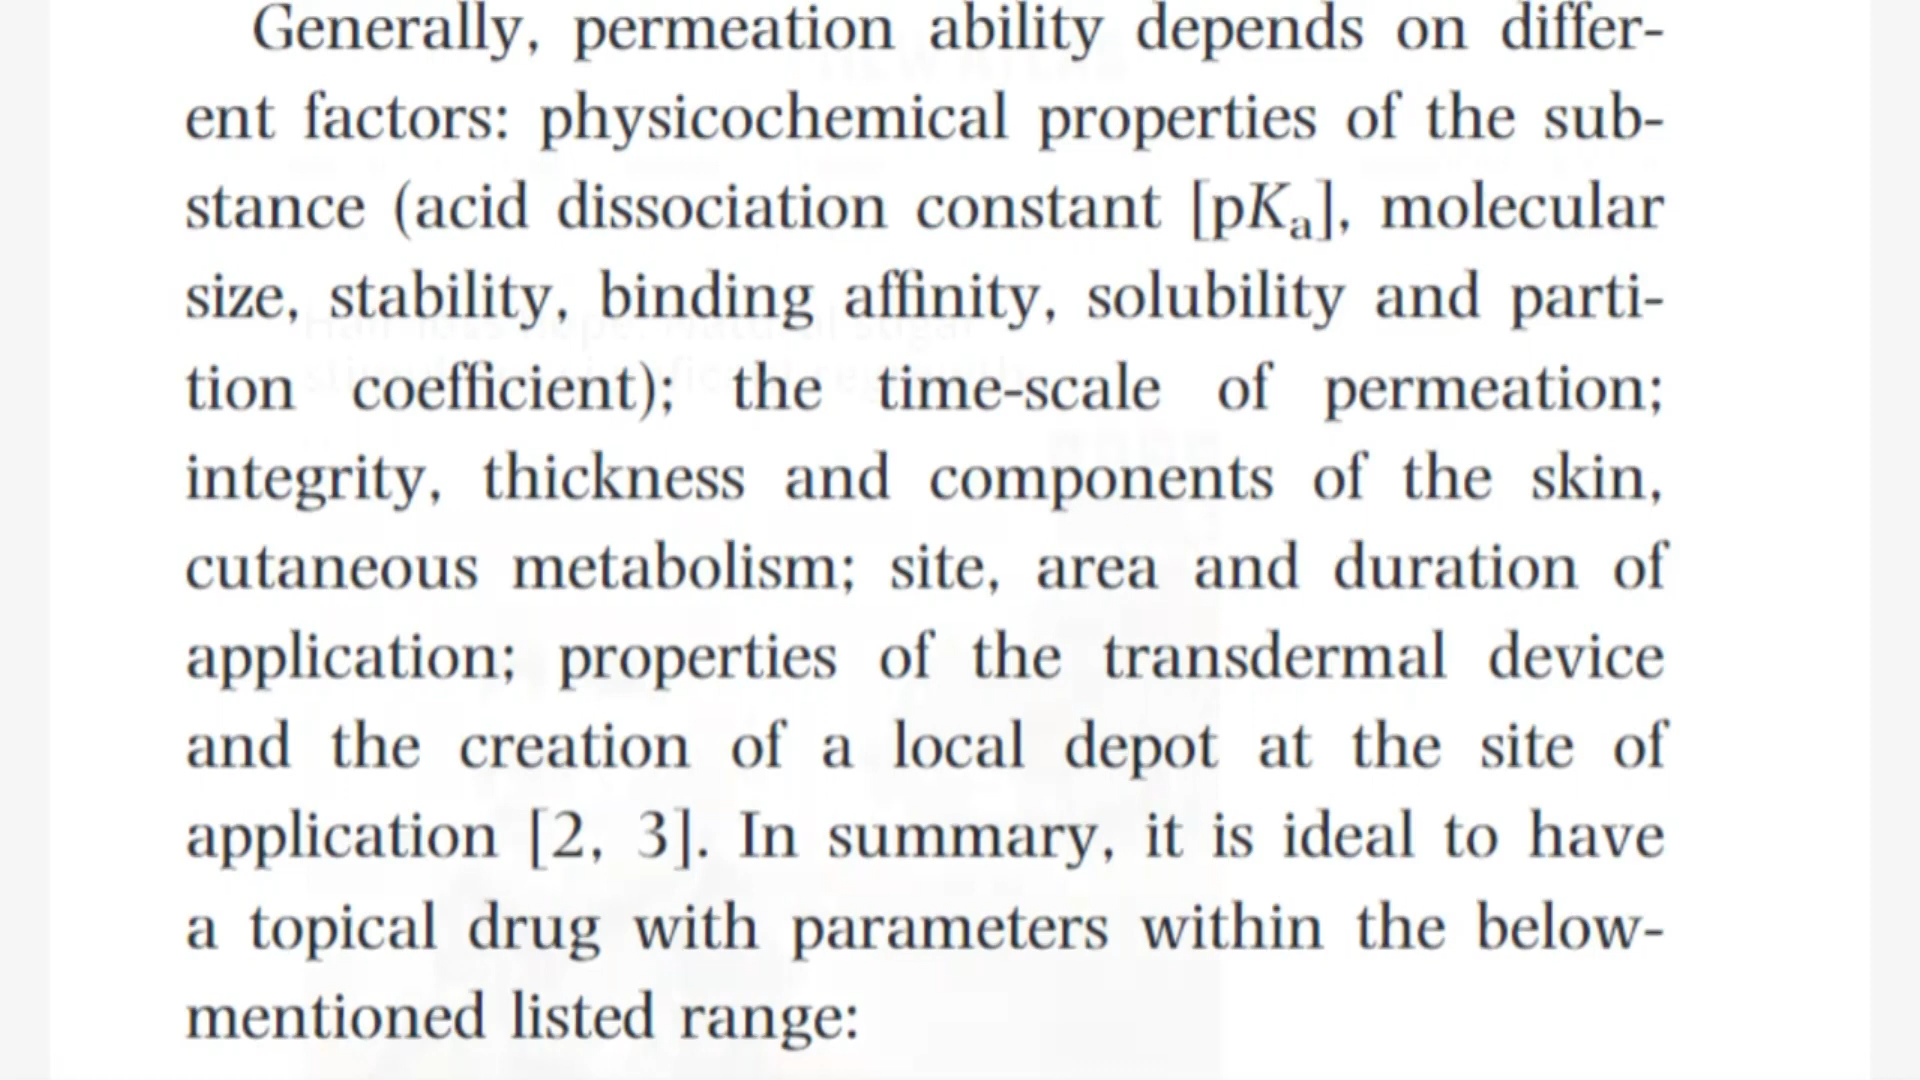 Generally, permeation ability depends on differ-
ent factors: physicochemical properties of the sub-
stance (acid dissociation constant [pKa], molecular
size, stability, binding affinity, solubility and parti-
tion coefficient); the time-scale of permeation;
integrity, thickness and components of the skin,
cutaneous metabolism; site, area and duration of
application; properties of the transdermal device
and the creation of a local depot at the site of
application [2, 3]. In summary, it is ideal to have
a topical drug with parameters within the below-
mentioned listed range: